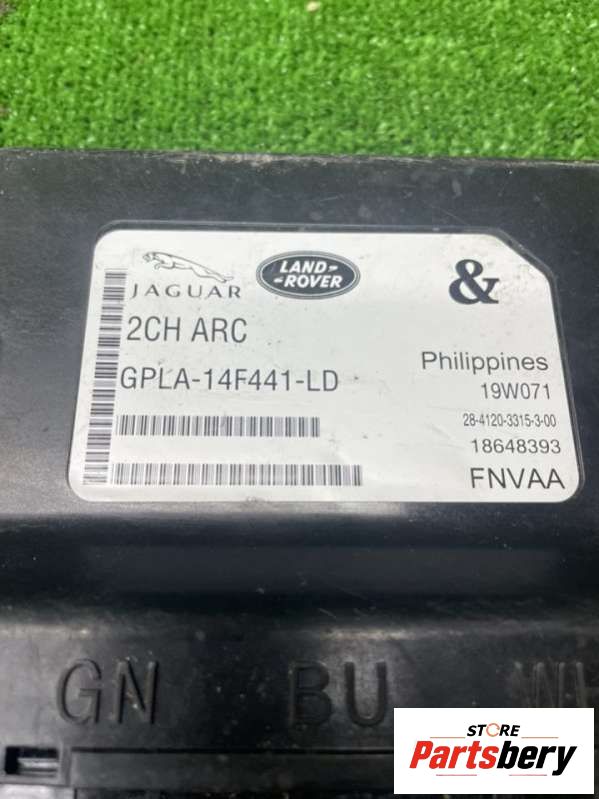 JAGUAR
LAND-
-ROVER
&
2CH ARC
GPLA-14F441-LD
Philippines
19W071
28-4120-3315-3-00
18648393
FNVAA
GN BU
STORE
Partsbery